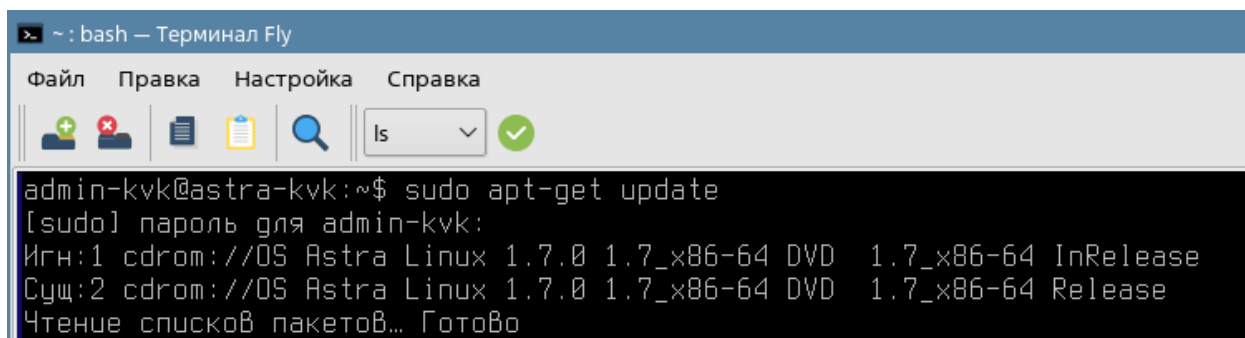 ~ : bash — Терминал Fly
Файл Правка Настройка Справка
ls
admin-kvk@astra-kvk:~$ sudo apt-get update
[sudo] пароль для admin-kvk:
Игн:1 cdrom://OS Astra Linux 1.7.0 1.7_x86-64 DVD  1.7_x86-64 InRelease
Сущ:2 cdrom://OS Astra Linux 1.7.0 1.7_x86-64 DVD  1.7_x86-64 Release
Чтение списков пакетов… Готово